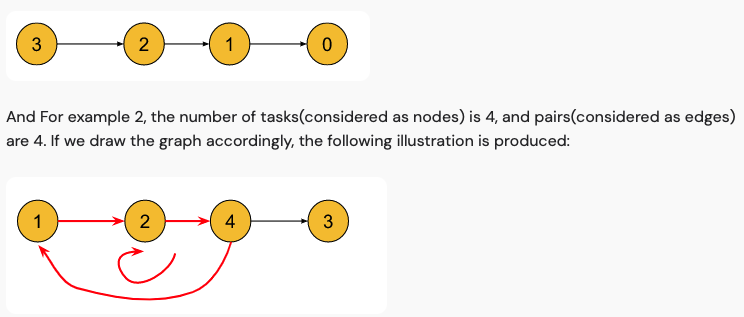 3 2 1 0
And For example 2, the number of tasks(considered as nodes) is 4, and pairs(considered as edges)
are 4. If we draw the graph accordingly, the following illustration is produced:
1 2 4 3